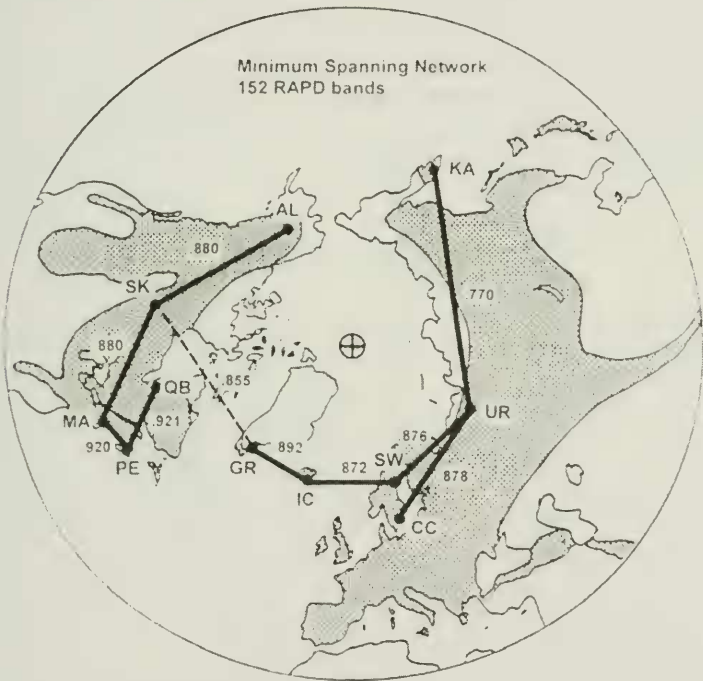 Minimum Spanning Network
152 RAPD bands
KA
AL
.880
SK
.770
.880
.855
QB
MA
.921
UR
.920
.876
PE
GR
.892
SW
.872
.878
IC
CC